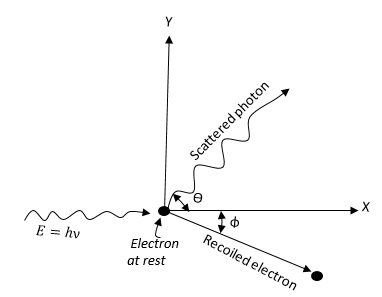 Y
Scattered photon
Θ
X
E = hν
ϕ
Electron
at rest
Recoiled electron